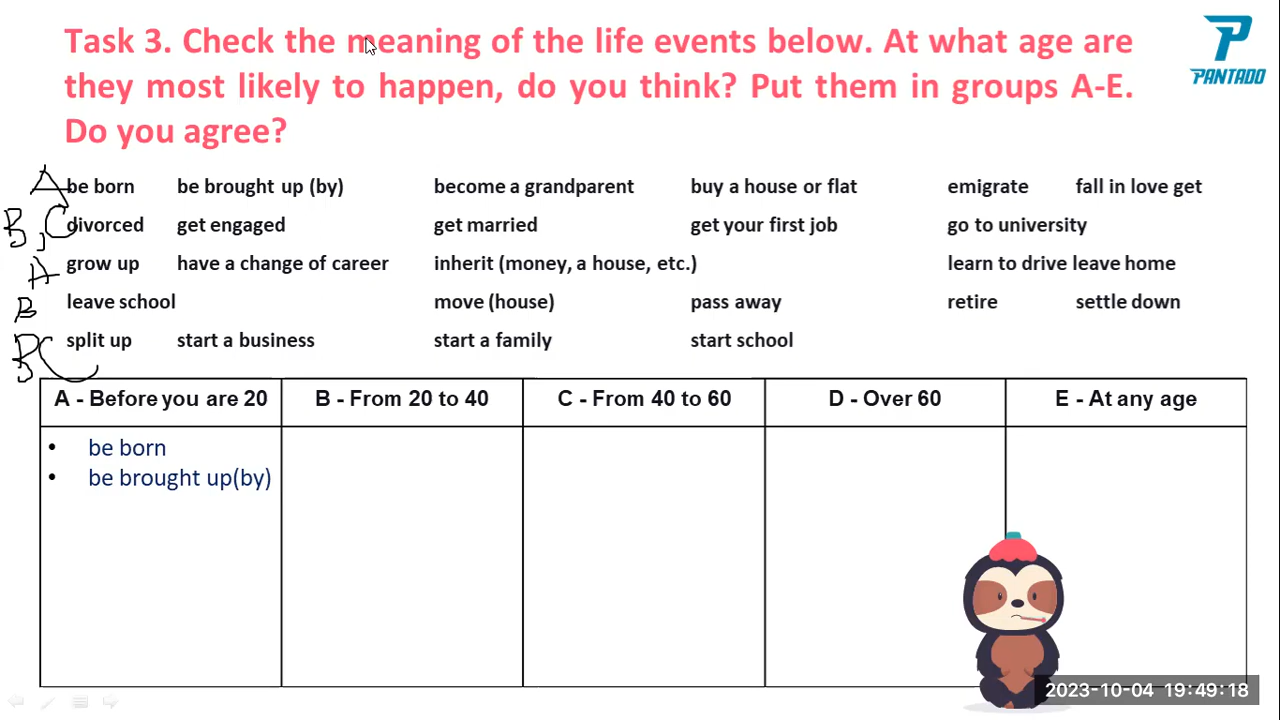 Task 3. Check the meaning of the life events below. At what age are
they most likely to happen, do you think? Put them in groups A-E.
Do you agree?
PANTADO
A be born be brought up (by) become a grandparent buy a house or flat emigrate fall in love get
B, C divorced get engaged get married get your first job go to university
A grow up have a change of career inherit (money, a house, etc.) learn to drive leave home
B leave school move (house) pass away retire settle down
B C split up start a business start a family start school
A - Before you are 20 B - From 20 to 40 C - From 40 to 60 D - Over 60 E - At any age
• be born
• be brought up(by)
2023-10-04 19:49:18